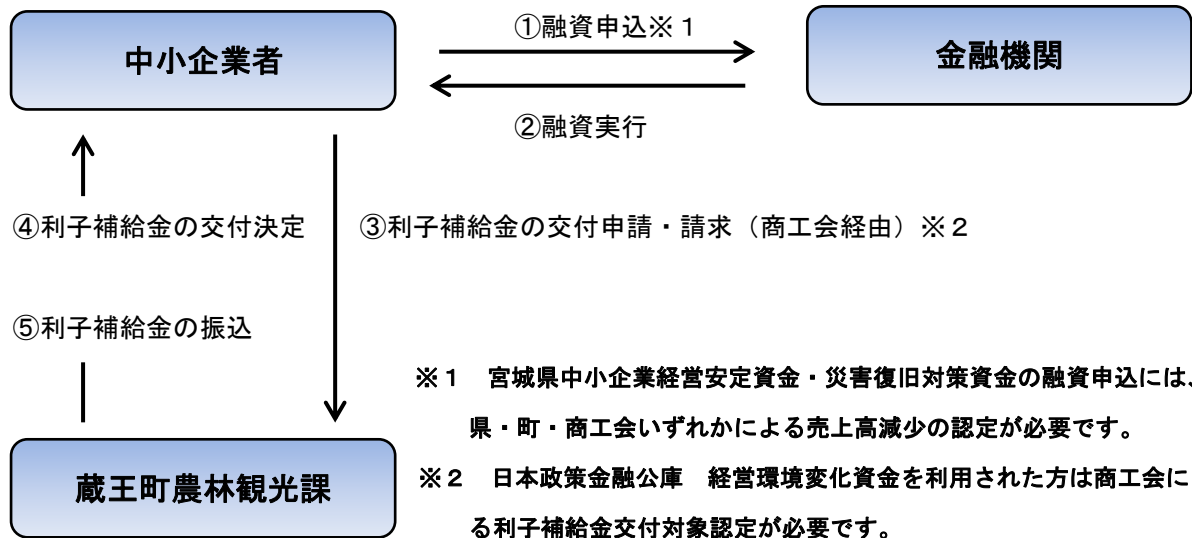 ①融資申込※１
中小企業者
金融機関
②融資実行
④利子補給金の交付決定
③利子補給金の交付申請・請求（商工会経由）※２
⑤利子補給金の振込
※１　宮城県中小企業経営安定資金・災害復旧対策資金の融資申込には、
県・町・商工会いずれかによる売上高減少の認定が必要です。
蔵王町農林観光課
※２　日本政策金融公庫　経営環境変化資金を利用された方は商工会に
る利子補給金交付対象認定が必要です。